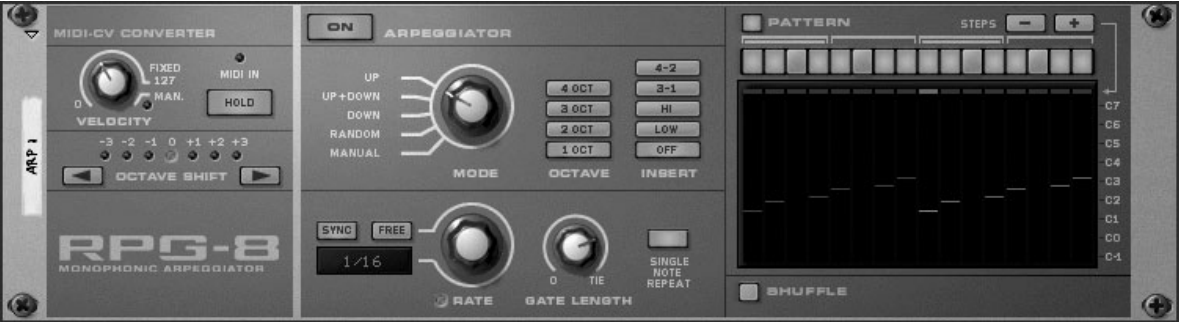 MIDI-CV CONVERTER
FIXED
127
MAN.
0
VELOCITY
MIDI IN
HOLD
-3 -2 -1 0 +1 +2 +3
OCTAVE SHIFT
ARP 1
RPG-8
MONOPHONIC ARPEGGIATOR
ON
ARPEGGIATOR
UP
UP+DOWN
DOWN
RANDOM
MANUAL
MODE
4 OCT
3 OCT
2 OCT
1 OCT
OCTAVE
4-2
3-1
HI
LOW
OFF
INSERT
SYNC
FREE
1/16
RATE
0
TIE
GATE LENGTH
SINGLE
NOTE
REPEAT
PATTERN
STEPS
-
+
C7
C6
C5
C4
C3
C2
C1
C0
C-1
SHUFFLE